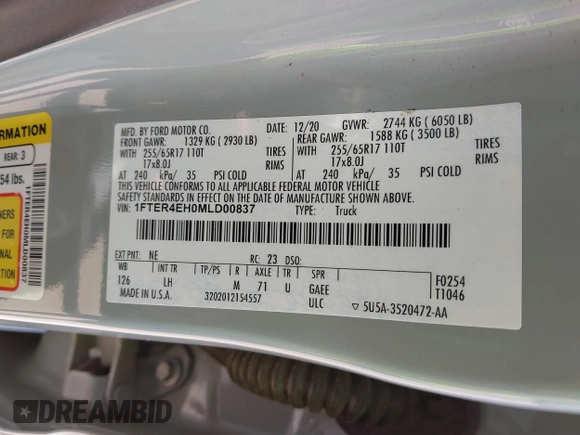 ORMATION
REAR: 3
54 lbs.
NERS
1FTER4EH0MLD00837
MFD. BY FORD MOTOR CO.
DATE: 12/20 GVWR: 2744 KG ( 6050 LB)
FRONT GAWR: 1329 KG ( 2930 LB)
REAR GAWR: 1588 KG ( 3500 LB)
WITH 255/65R17 110T TIRES
WITH 255/65R17 110T TIRES
17x8.0J RIMS
17x8.0J RIMS
AT 240 kPa/ 35 PSI COLD
AT 240 kPa/ 35 PSI COLD
THIS VEHICLE CONFORMS TO ALL APPLICABLE FEDERAL MOTOR VEHICLE
SAFETY STANDARDS IN EFFECT ON THE DATE OF MANUFACTURE SHOWN ABOVE.
VIN: 1FTER4EH0MLD00837 TYPE: Truck
EXT PNT: NE RC: 23 DSO:
WB INT TR TP/PS R AXLE TR SPR
126 LH M 71 U GAEE
F0254
T1046
MADE IN U.S.A. 3202012154557 ULC ▽ 5U5A-3520472-AA
DREAMBID